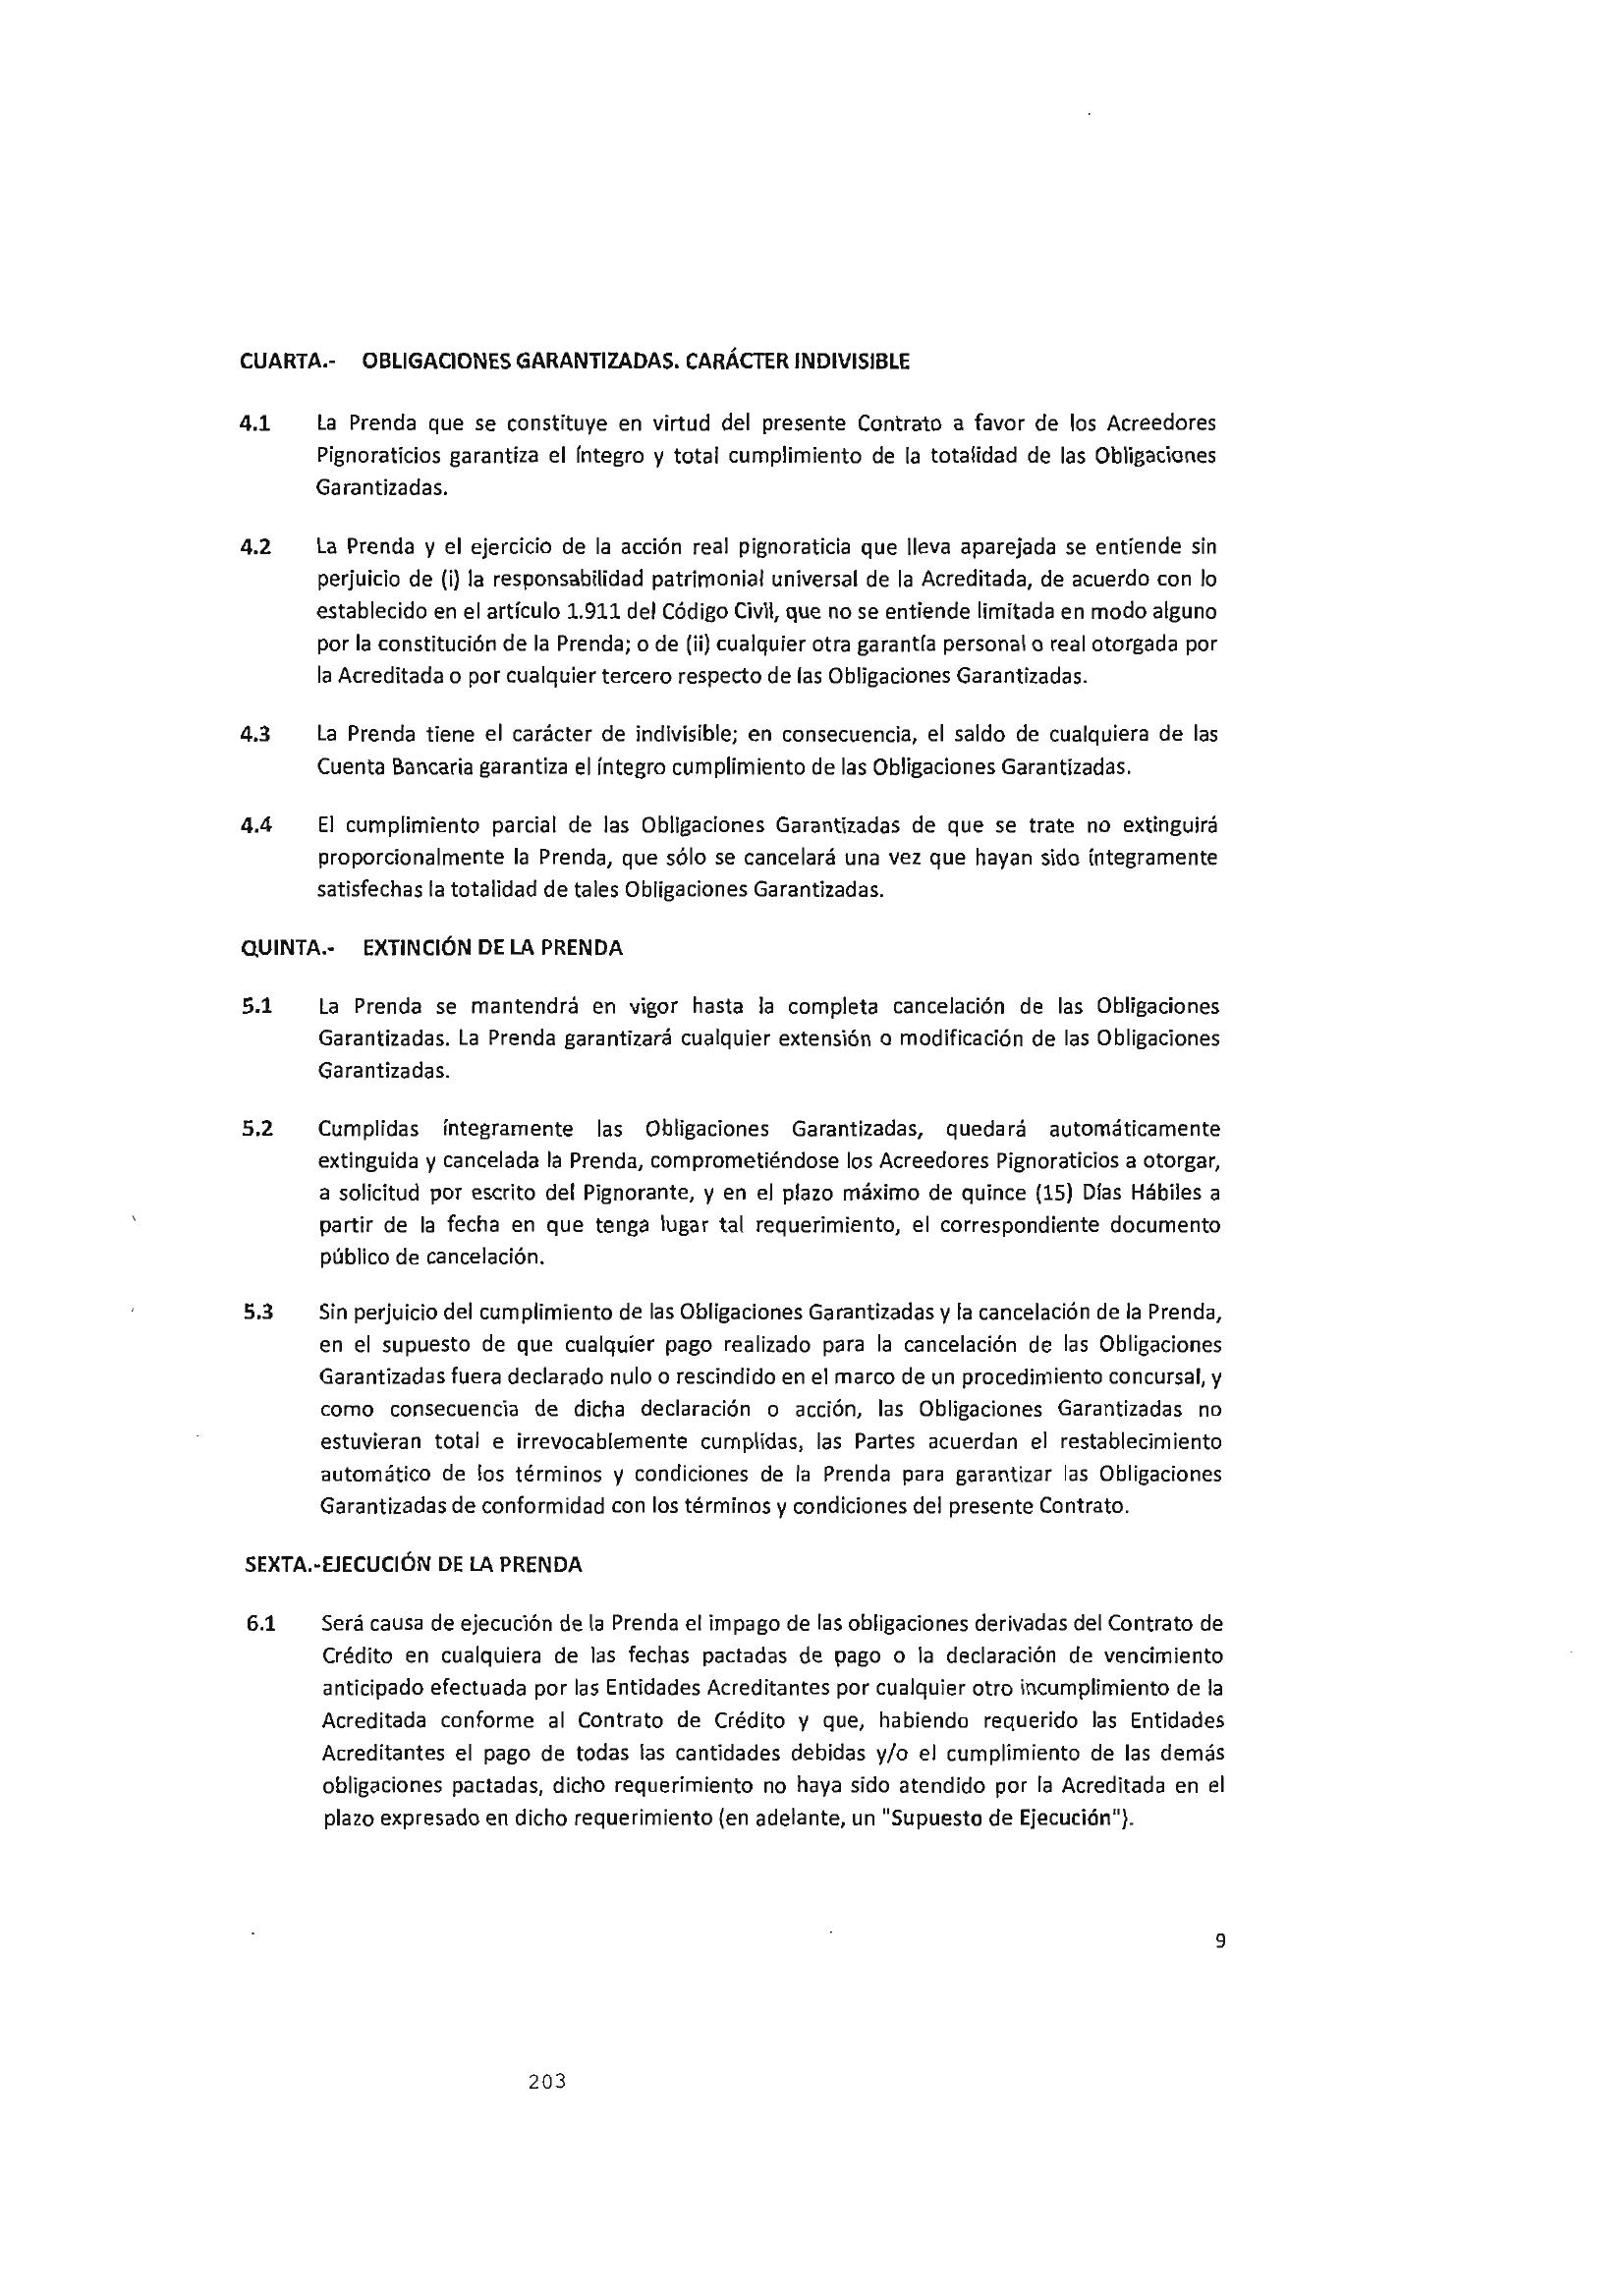 CUARTA.- OBLIGACIONES GARANTIZADAS. CARÁCTER INDIVISIBLE
4.1 La Prenda que se constituye en virtud del presente Contrato a favor de los Acreedores
Pignoraticios garantiza el íntegro y total cumplimiento de la totalidad de las Obligaciones
Garantizadas.
4.2 La Prenda y el ejercicio de la acción real pignoraticia que lleva aparejada se entiende sin
perjuicio de (i) la responsabilidad patrimonial universal de la Acreditada, de acuerdo con lo
establecido en el artículo 1.911 del Código Civil, que no se entiende limitada en modo alguno
por la constitución de la Prenda; o de (ii) cualquier otra garantía personal o real otorgada por
la Acreditada o por cualquier tercero respecto de las Obligaciones Garantizadas.
4.3 La Prenda tiene el carácter de indivisible; en consecuencia, el saldo de cualquiera de las
Cuenta Bancaria garantiza el íntegro cumplimiento de las Obligaciones Garantizadas.
4.4 El cumplimiento parcial de las Obligaciones Garantizadas de que se trate no extinguirá
proporcionalmente la Prenda, que sólo se cancelará una vez que hayan sido íntegramente
satisfechas la totalidad de tales Obligaciones Garantizadas.
QUINTA.- EXTINCIÓN DE LA PRENDA
5.1 La Prenda se mantendrá en vigor hasta la completa cancelación de las Obligaciones
Garantizadas. La Prenda garantizará cualquier extensión o modificación de las Obligaciones
Garantizadas.
5.2 Cumplidas íntegramente las Obligaciones Garantizadas, quedará automáticamente
extinguida y cancelada la Prenda, comprometiéndose los Acreedores Pignoraticios a otorgar,
a solicitud por escrito del Pignorante, y en el plazo máximo de quince (15) Días Hábiles a
partir de la fecha en que tenga lugar tal requerimiento, el correspondiente documento
público de cancelación.
5.3 Sin perjuicio del cumplimiento de las Obligaciones Garantizadas y la cancelación de la Prenda,
en el supuesto de que cualquier pago realizado para la cancelación de las Obligaciones
Garantizadas fuera declarado nulo o rescindido en el marco de un procedimiento concursal, y
como consecuencia de dicha declaración o acción, las Obligaciones Garantizadas no
estuvieran total e irrevocablemente cumplidas, las Partes acuerdan el restablecimiento
automático de los términos y condiciones de la Prenda para garantizar las Obligaciones
Garantizadas de conformidad con los términos y condiciones del presente Contrato.
SEXTA.-EJECUCIÓN DE LA PRENDA
6.1 Será causa de ejecución de la Prenda el impago de las obligaciones derivadas del Contrato de
Crédito en cualquiera de las fechas pactadas de pago o la declaración de vencimiento
anticipado efectuada por las Entidades Acreditantes por cualquier otro incumplimiento de la
Acreditada conforme al Contrato de Crédito y que, habiendo requerido las Entidades
Acreditantes el pago de todas las cantidades debidas y/o el cumplimiento de las demás
obligaciones pactadas, dicho requerimiento no haya sido atendido por la Acreditada en el
plazo expresado en dicho requerimiento (en adelante, un "Supuesto de Ejecución").
9
203